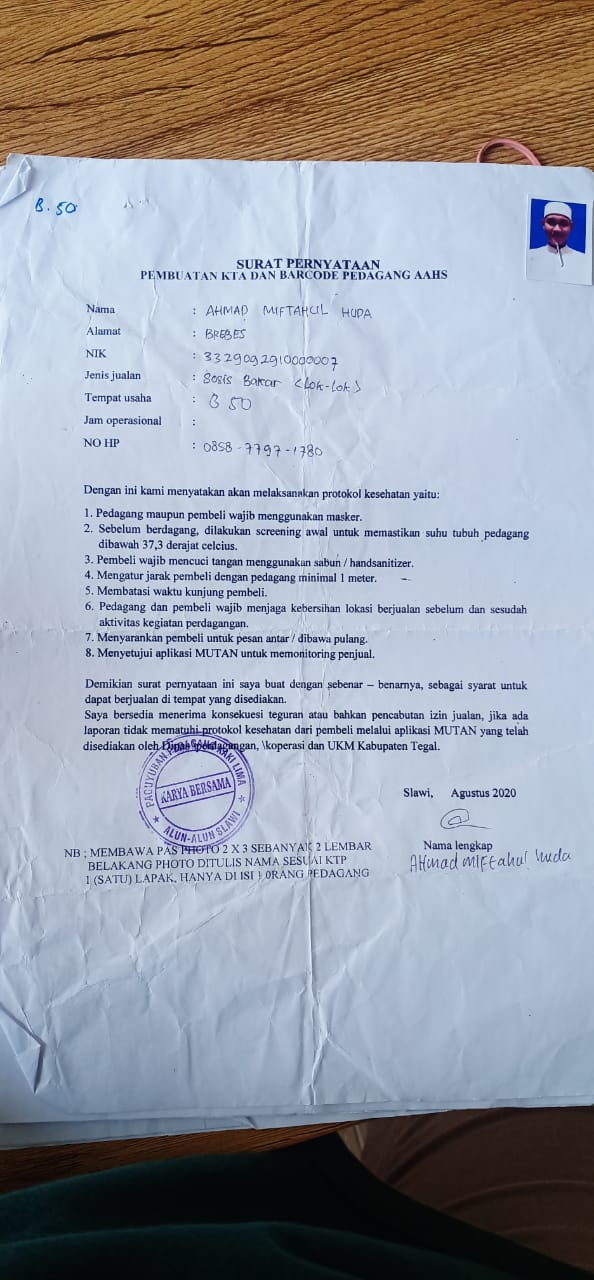 B.50
SURAT PERNYATAAN
PEMBUATAN KTA DAN BARCODE PEDAGANG AAHS
Nama : AHMAD MIFTAHUL HUDA
Alamat : BREBES
NIK : 3329092910000007
Jenis jualan : Sosis Bakar (Lok-Lok)
Tempat usaha : B 50
Jam operasional :
NO HP : 0858-7797-1780
Dengan ini kami menyatakan akan melaksanakan protokol kesehatan yaitu:
1. Pedagang maupun pembeli wajib menggunakan masker.
2. Sebelum berdagang, dilakukan screening awal untuk memastikan suhu tubuh pedagang
dibawah 37,3 derajat celcius.
3. Pembeli wajib mencuci tangan menggunakan sabun / handsanitizer.
4. Mengatur jarak pembeli dengan pedagang minimal 1 meter.
5. Membatasi waktu kunjung pembeli.
6. Pedagang dan pembeli wajib menjaga kebersihan lokasi berjualan sebelum dan sesudah
aktivitas kegiatan perdagangan.
7. Menyarankan pembeli untuk pesan antar / dibawa pulang.
8. Menyetujui aplikasi MUTAN untuk memonitoring penjual.
Demikian surat pernyataan ini saya buat dengan sebenar – benarnya, sebagai syarat untuk
dapat berjualan di tempat yang disediakan.
Saya bersedia menerima konsekuesi teguran atau bahkan pencabutan izin jualan, jika ada
laporan tidak mematuhi protokol kesehatan dari pembeli melalui aplikasi MUTAN yang telah
disediakan oleh Dinas perdagangan, \koperasi dan UKM Kabupaten Tegal.
PAGUYUBAN PEDAGANG KAKI LIMA
KARYA BERSAMA
ALUN-ALUN SLAWI
Slawi, Agustus 2020
Nama lengkap
AHmad MIFtahul huda
NB ; MEMBAWA PAS PHOTO 2 X 3 SEBANYAK 2 LEMBAR
BELAKANG PHOTO DITULIS NAMA SESUAI KTP
1 (SATU) LAPAK, HANYA DI ISI 1 0RANG PEDAGANG